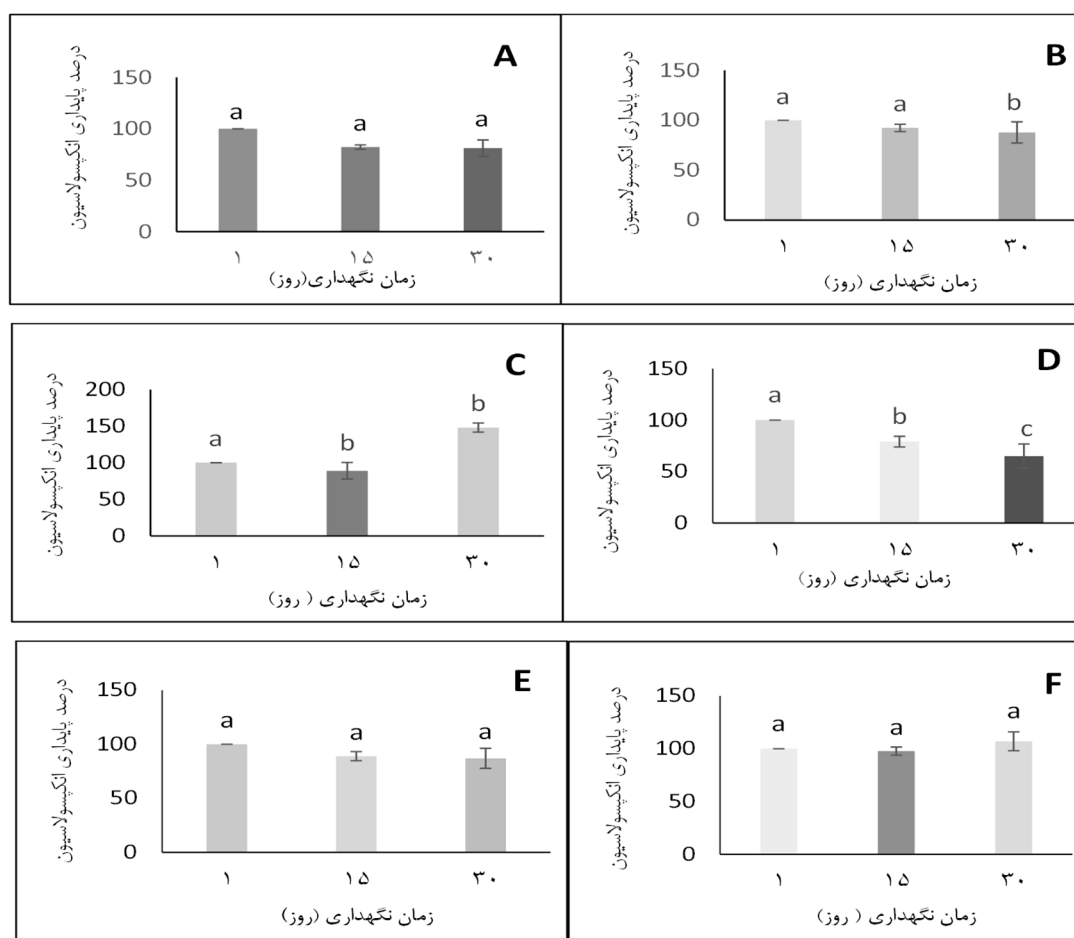 A
درصد پایداری انکپسولاسیون
150
100
50
0
a
a
a
۱
۱۵
۳۰
زمان نگهداری(روز)
B
درصد پایداری انکپسولاسیون
150
100
50
0
a
a
b
۱
۱۵
۳۰
زمان نگهداری (روز)
C
درصد پایداری انکپسولاسیون
200
150
100
50
0
a
b
b
۱
۱۵
۳۰
زمان نگهداری ( روز)
D
درصد پایداری انکپسولاسیون
150
100
50
0
a
b
c
۱
۱۵
۳۰
زمان نگهداری (روز)
E
درصد پایداری انکپسولاسیون
150
100
50
0
a
a
a
۱
۱۵
۳۰
زمان نگهداری (روز)
F
درصد پایداری انکپسولاسیون
150
100
50
0
a
a
a
۱
۱۵
۳۰
زمان نگهداری ( روز)